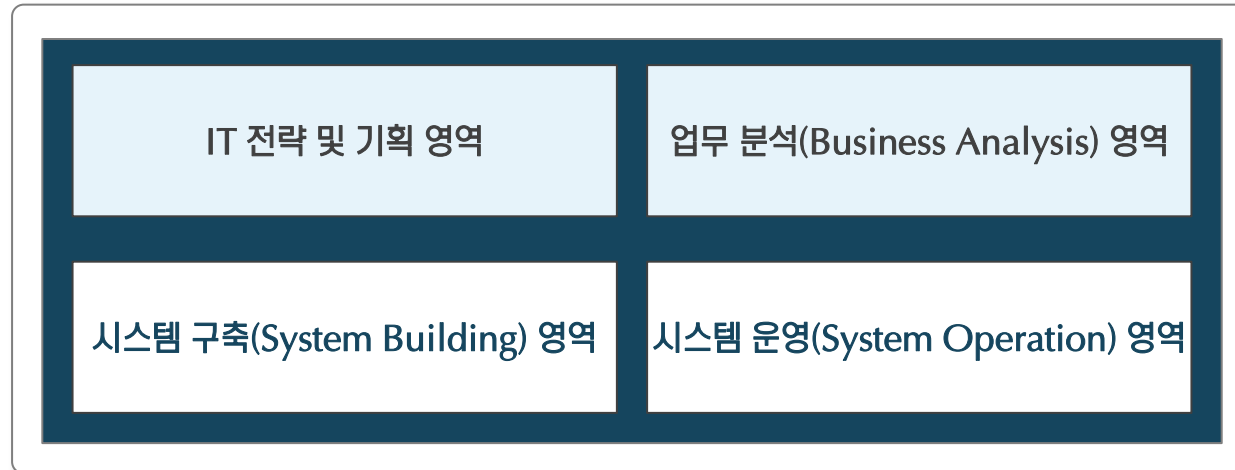 IT 전략 및 기획 영역
업무 분석(Business Analysis) 영역
시스템 구축(System Building) 영역
시스템 운영(System Operation) 영역